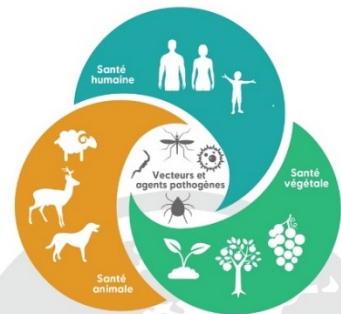 Santé
humaine
Vecteurs et
agents pathogènes
Santé
végétale
Santé
animale